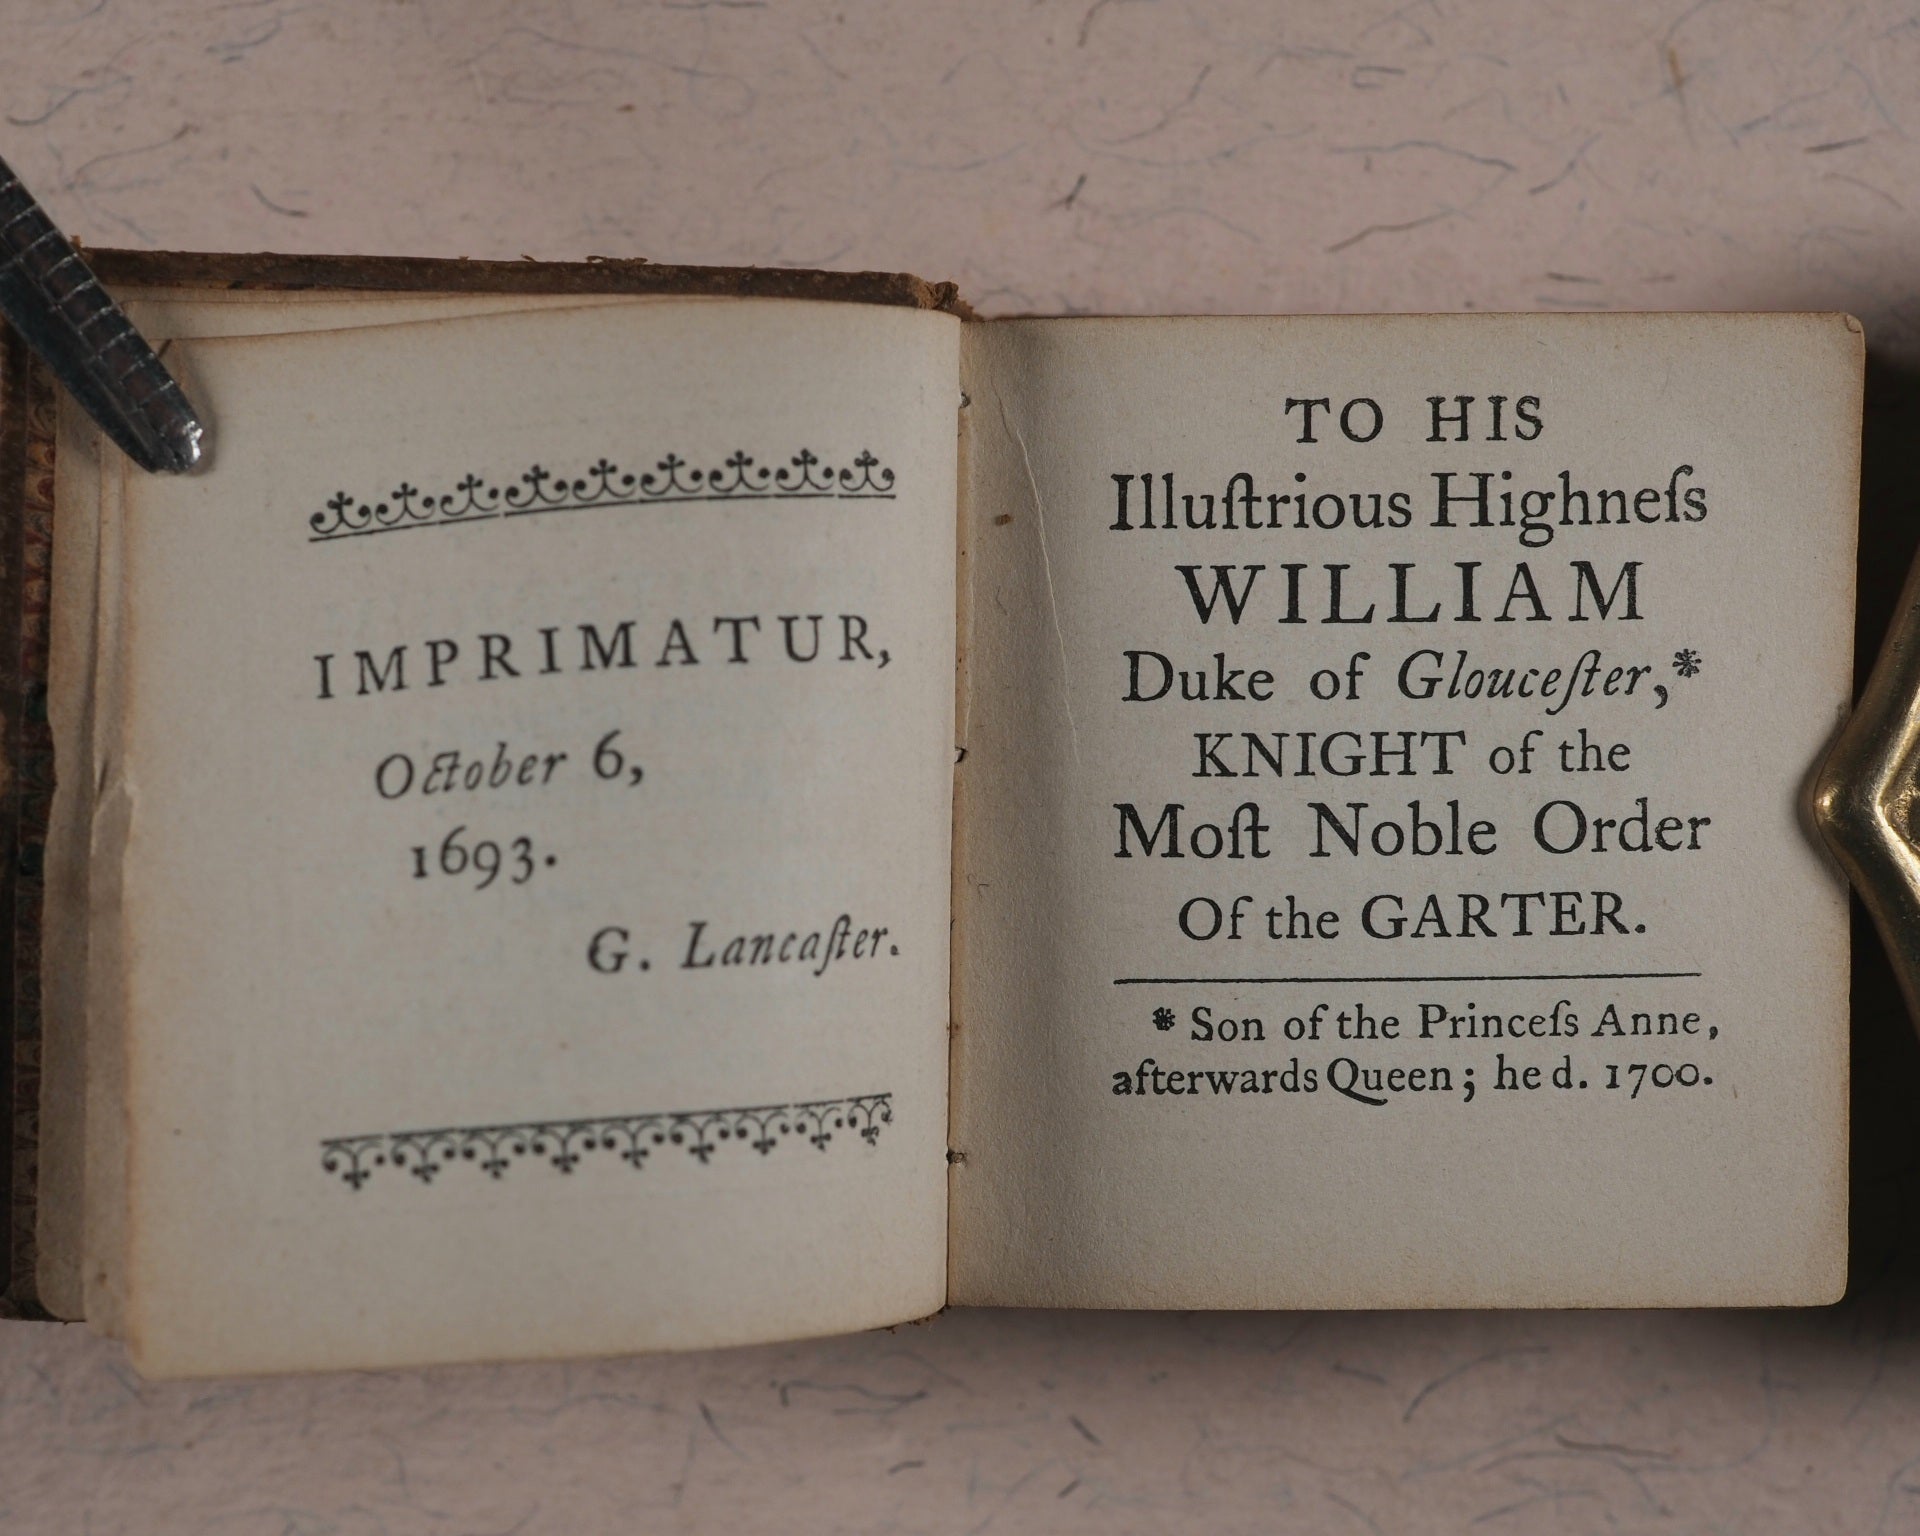 IMPRIMATUR,
October 6,
1693.
G. Lancaſter.
TO HIS
Illuſtrious Highneſs
WILLIAM
Duke of Glouceſter,*
KNIGHT of the
Moſt Noble Order
Of the GARTER.
* Son of the Princeſs Anne,
afterwards Queen; he d. 1700.